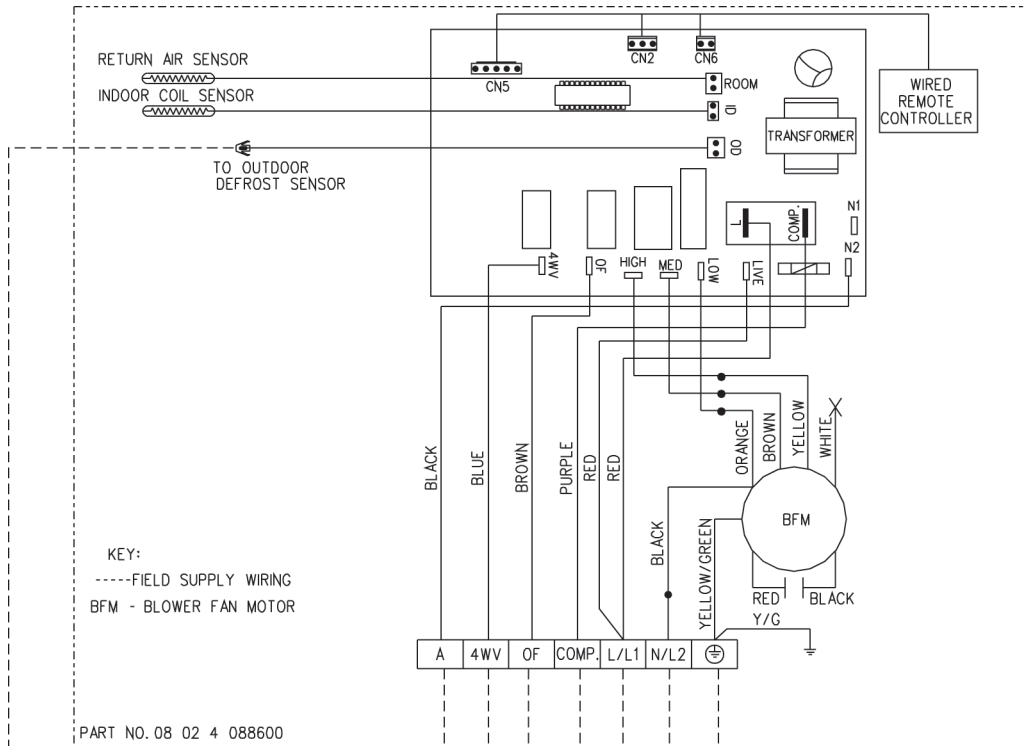 RETURN AIR SENSOR
INDOOR COIL SENSOR
TO OUTDOOR
DEFROST SENSOR
CN5
CN2
CN6
ROOM
ID
OD
TRANSFORMER
WIRED
REMOTE
CONTROLLER
L
COMP.
N1
N2
4WV
OF
HIGH
MED
LOW
LIVE
BLACK
BLUE
BROWN
PURPLE
RED
RED
ORANGE
BROWN
YELLOW
WHITE
BLACK
YELLOW/GREEN
BFM
RED
BLACK
Y/G
KEY:
-----FIELD SUPPLY WIRING
BFM - BLOWER FAN MOTOR
A
4WV
OF
COMP.
L/L1
N/L2
PART NO. 08 02 4 088600